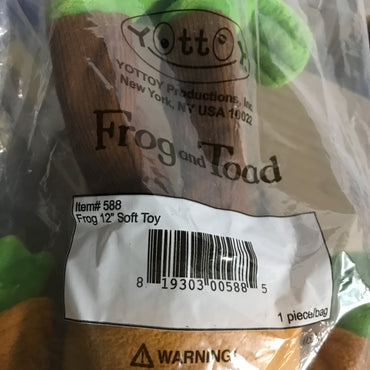 YOttOY
YOTTOY Productions, Inc.
New York, NY USA 10022
Frog and Toad
Item# 588
Frog 12" Soft Toy
8 19303 00588 5
1 piece/bag
⚠ WARNING!